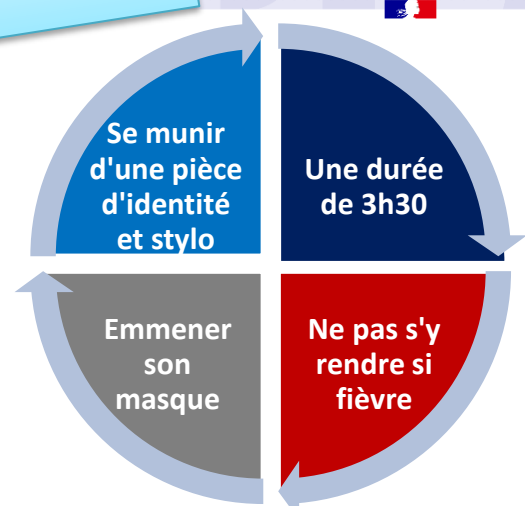 Se munir
d'une pièce
d'identité
et stylo
Une durée
de 3h30
Emmener
son
masque
Ne pas s'y
rendre si
fièvre